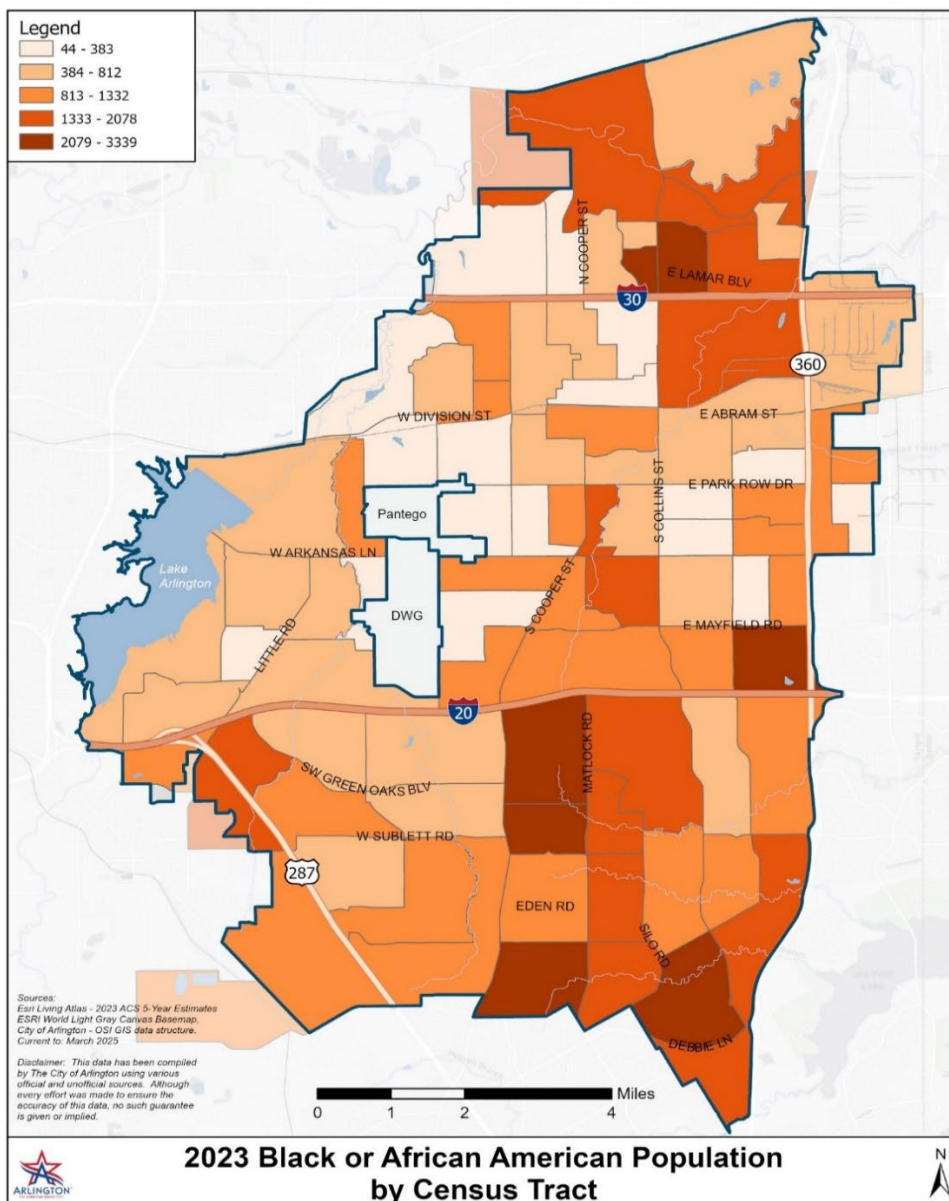 Legend
44 - 383
384 - 812
813 - 1332
1333 - 2078
2079 - 3339
N COOPER ST
E LAMAR BLV
30
360
W DIVISION ST
E ABRAM ST
S COLLINS ST
E PARK ROW DR
Pantego
W ARKANSAS LN
Lake
Arlington
DWG
S COOPER ST
LITTLE RD
E MAYFIELD RD
20
MATLOCK RD
SW GREEN OAKS BLV
W SUBLETT RD
287
EDEN RD
SILO RD
DEBBIE LN
Sources:
Esri Living Atlas - 2023 ACS 5-Year Estimates
ESRI World Light Gray Canvas Basemap,
City of Arlington - OSI GIS data structure.
Current to: March 2025
Disclaimer: This data has been compiled
by The City of Arlington using various
official and unofficial sources. Although
every effort was made to ensure the
accuracy of this data, no such guarantee
is given or implied.
Miles
0 1 2 4
2023 Black or African American Population
by Census Tract
ARLINGTON
N